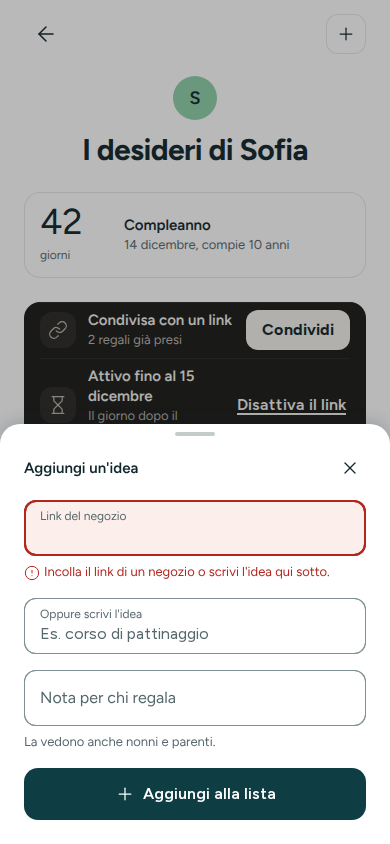 S
I desideri di Sofia
42
giorni
Compleanno
14 dicembre, compie 10 anni
Condivisa con un link
2 regali già presi
Condividi
Attivo fino al 15
dicembre
Il giorno dopo il
Disattiva il link
Aggiungi un'idea
Link del negozio
Incolla il link di un negozio o scrivi l'idea qui sotto.
Oppure scrivi l'idea
Es. corso di pattinaggio
Nota per chi regala
La vedono anche nonni e parenti.
Aggiungi alla lista